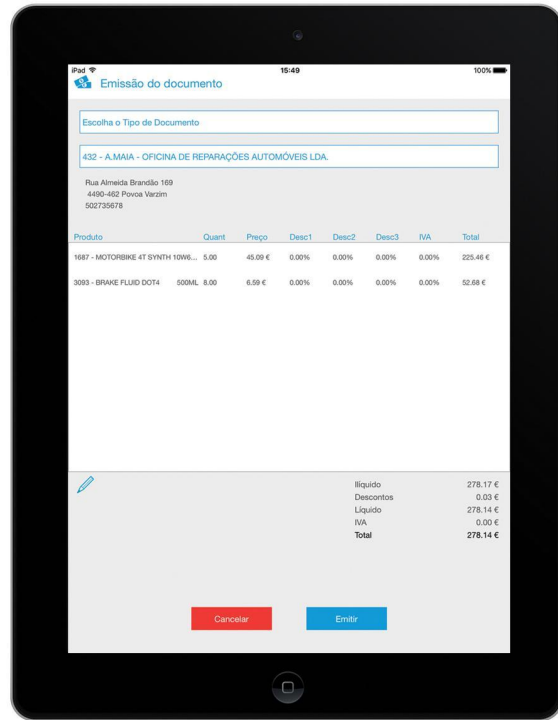 iPad 15:49 100%
Emissão do documento
Escolha o Tipo de Documento
432 - A.MAIA - OFICINA DE REPARAÇÕES AUTOMÓVEIS LDA.
Rua Almeida Brandão 169
4490-462 Povoa Varzim
502735678
Produto Quant Preço Desc1 Desc2 Desc3 IVA Total
1687 - MOTORBIKE 4T SYNTH 10W6... 5.00 45.09 € 0.00% 0.00% 0.00% 0.00% 225.46 €
3093 - BRAKE FLUID DOT4 500ML 8.00 6.59 € 0.00% 0.00% 0.00% 0.00% 52.68 €
Ilíquido 278.17 €
Descontos 0.03 €
Líquido 278.14 €
IVA 0.00 €
Total 278.14 €
Cancelar Emitir